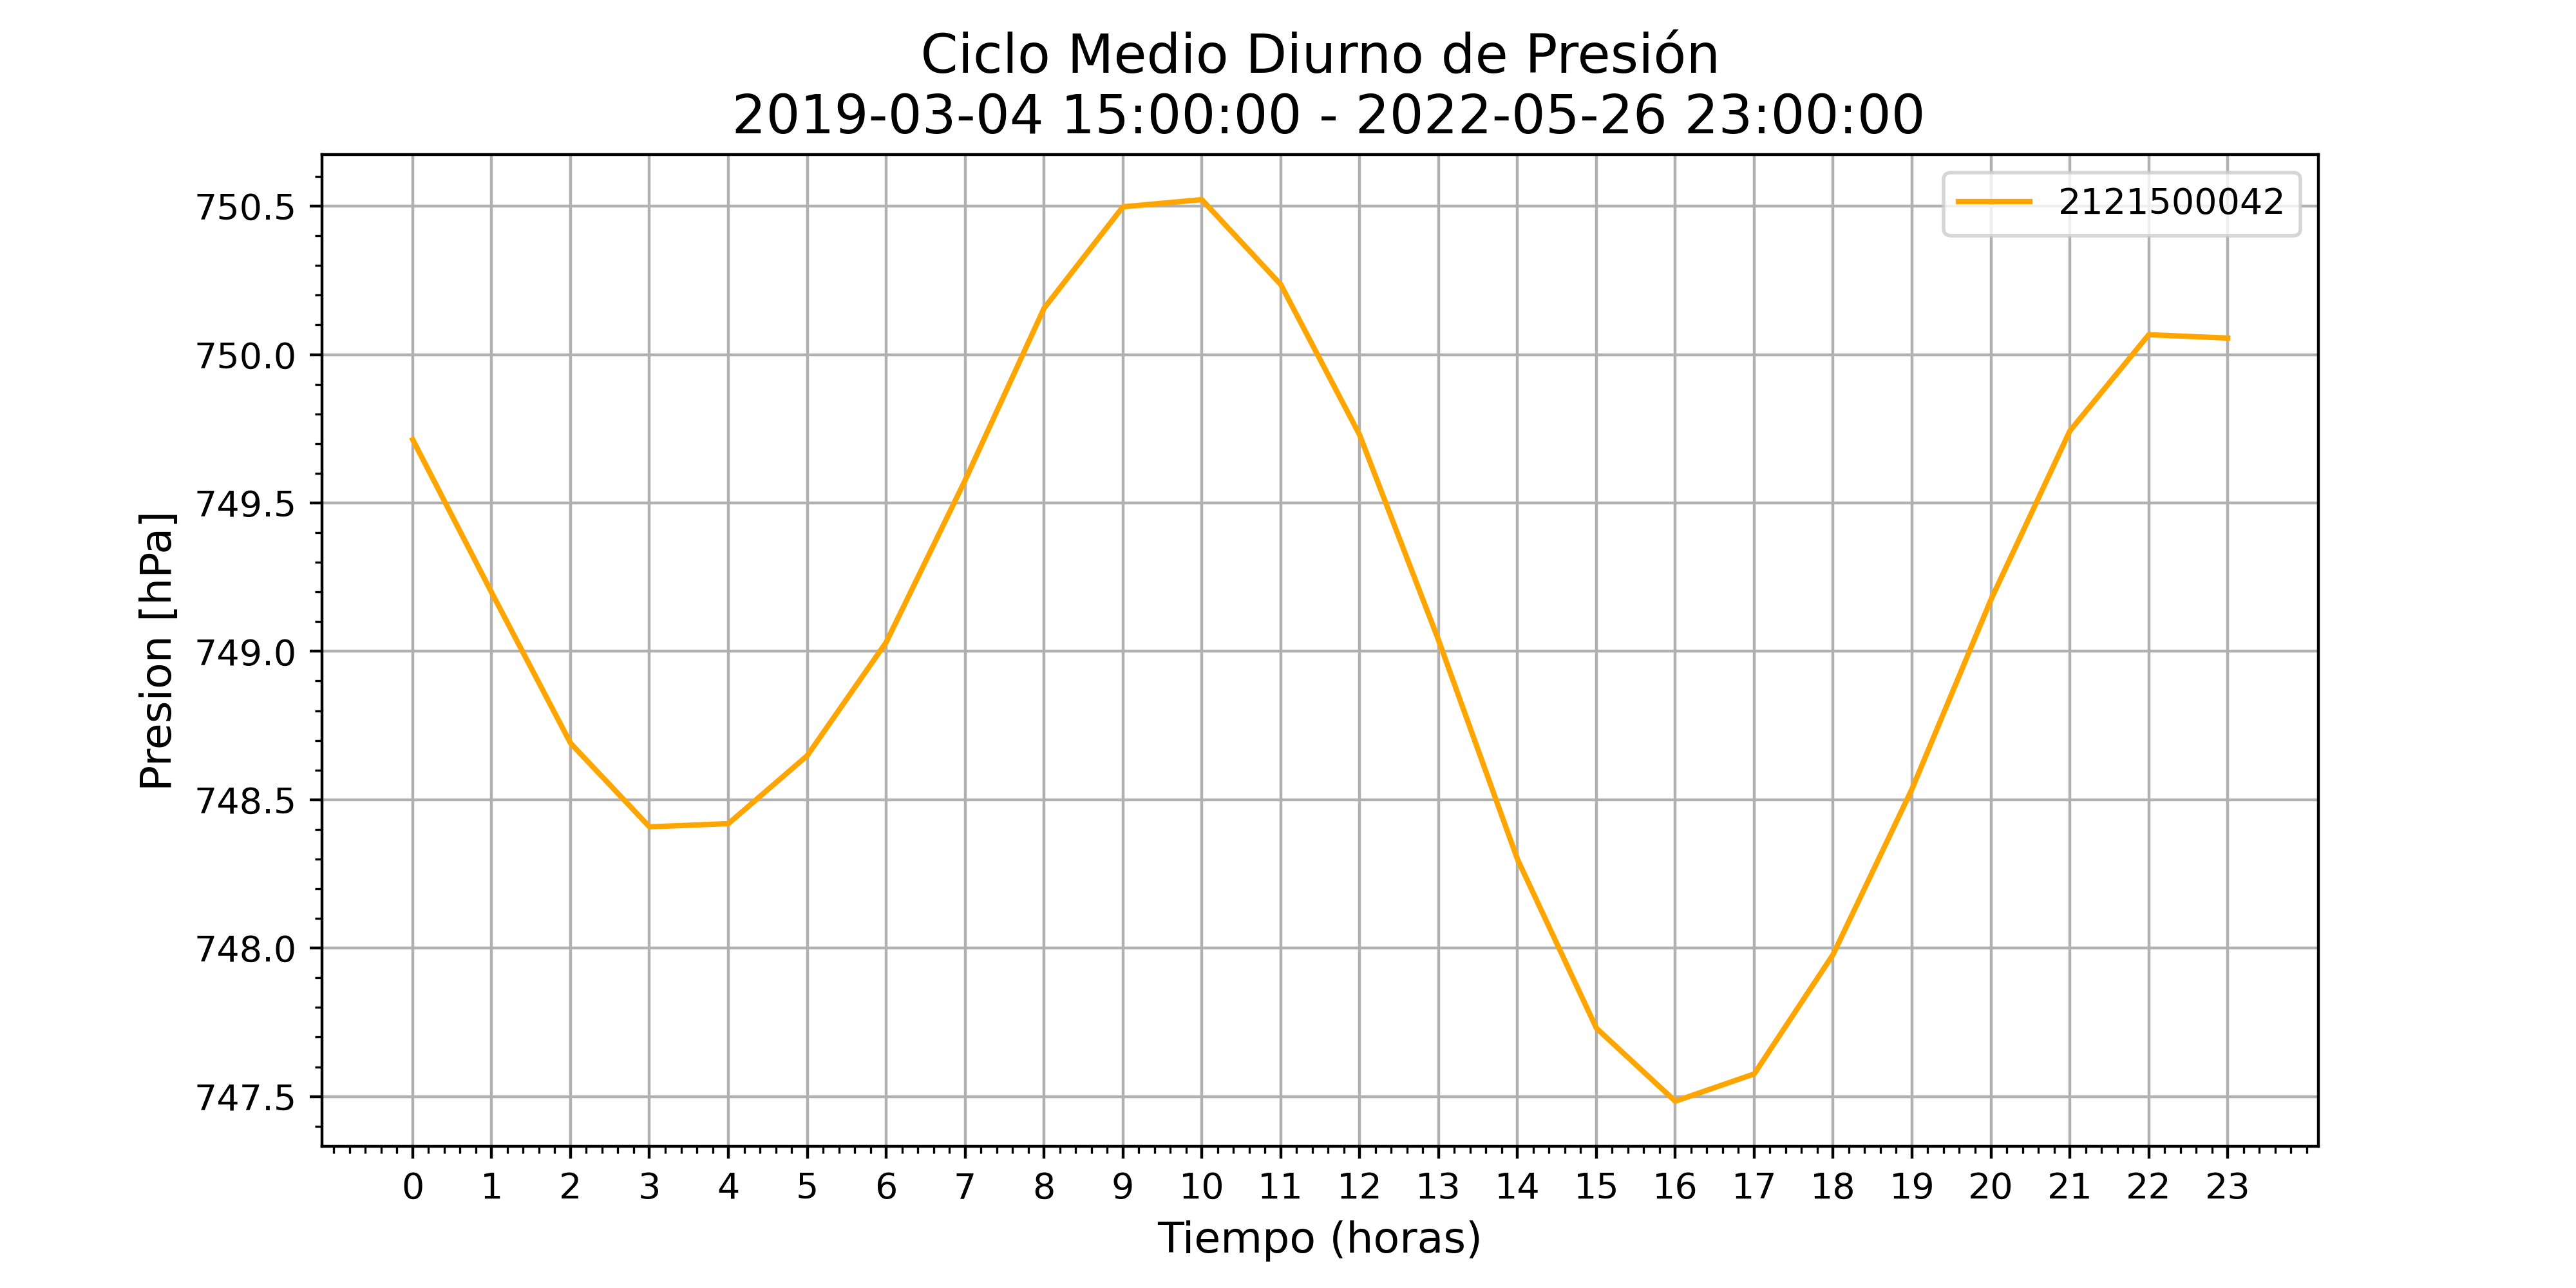 Ciclo Medio Diurno de Presión
2019-03-04 15:00:00 - 2022-05-26 23:00:00
2121500042
750.5
750.0
749.5
749.0
748.5
748.0
747.5
Presion [hPa]
0 1 2 3 4 5 6 7 8 9 10 11 12 13 14 15 16 17 18 19 20 21 22 23
Tiempo (horas)